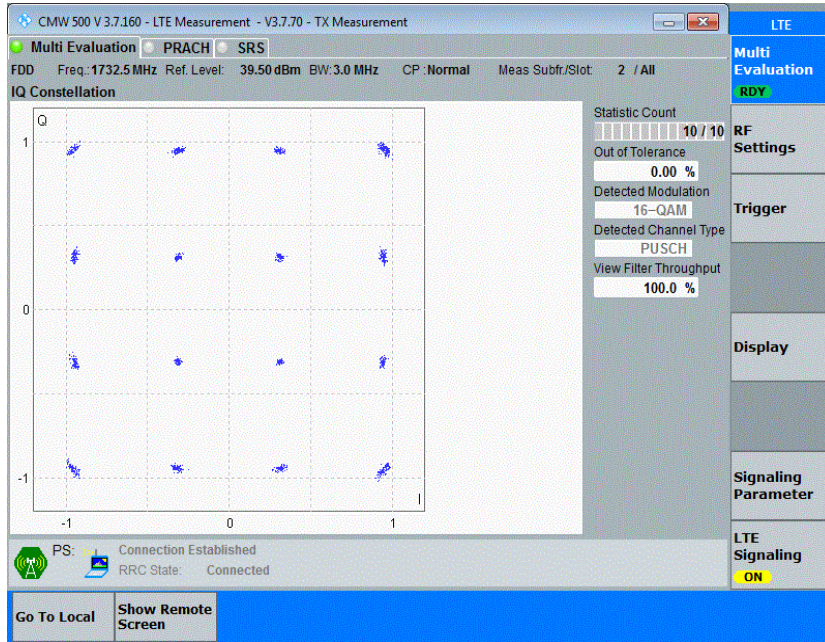 CMW 500 V 3.7.160 - LTE Measurement - V3.7.70 - TX Measurement
LTE
Multi Evaluation PRACH SRS
FDD Freq.: 1732.5 MHz Ref. Level: 39.50 dBm BW: 3.0 MHz CP : Normal Meas Subfr./Slot: 2 / All
IQ Constellation
Q
1
0
-1
-1 0 1
I
Statistic Count
10 / 10
Out of Tolerance
0.00 %
Detected Modulation
16-QAM
Detected Channel Type
PUSCH
View Filter Throughput
100.0 %
Multi
Evaluation
RDY
RF
Settings
Trigger
Display
Signaling
Parameter
LTE
Signaling
ON
PS: Connection Established
RRC State: Connected
Go To Local
Show Remote
Screen